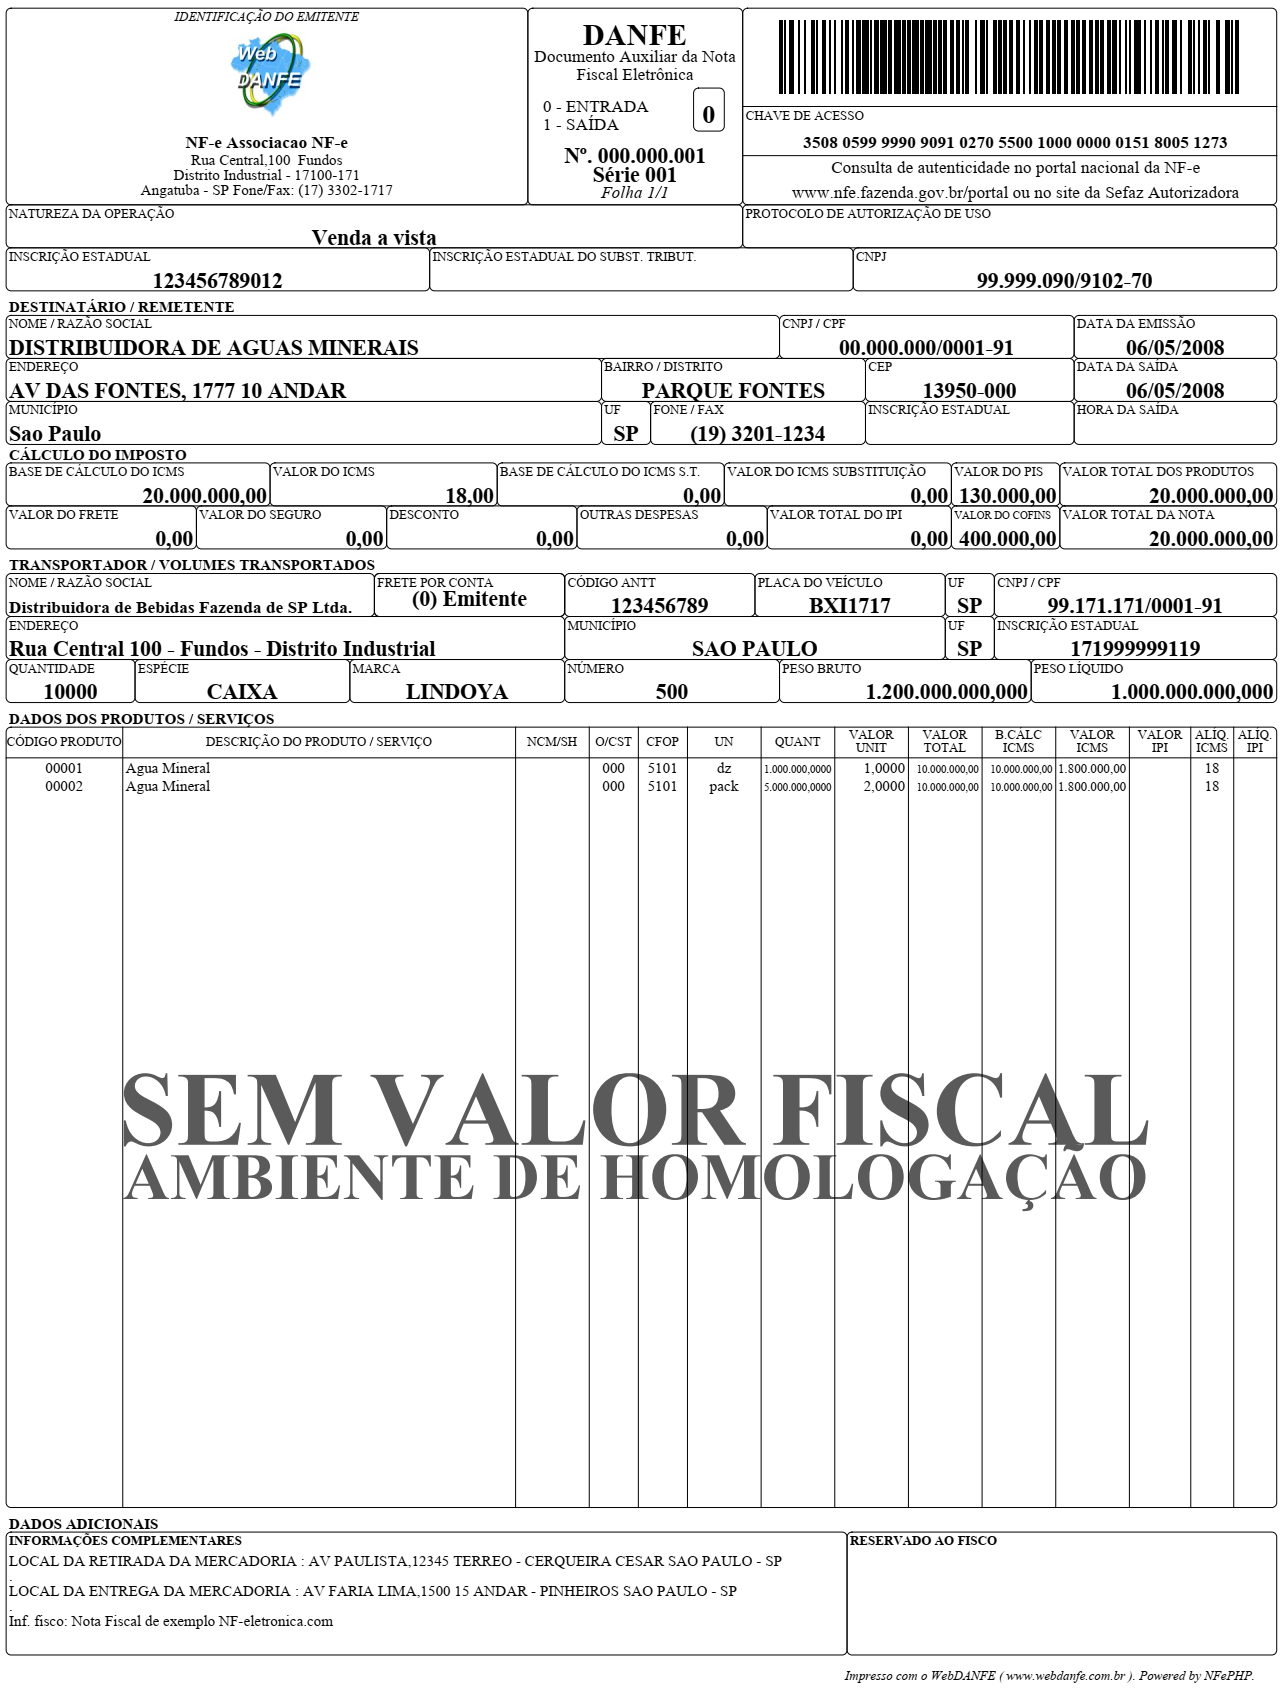 IDENTIFICAÇÃO DO EMITENTE
Web
DANFE
NF-e Associacao NF-e
Rua Central,100 Fundos
Distrito Industrial - 17100-171
Angatuba - SP Fone/Fax: (17) 3302-1717
DANFE
Documento Auxiliar da Nota
Fiscal Eletrônica
0 - ENTRADA
1 - SAÍDA
0
Nº. 000.000.001
Série 001
Folha 1/1
CHAVE DE ACESSO
3508 0599 9990 9091 0270 5500 1000 0000 0151 8005 1273
Consulta de autenticidade no portal nacional da NF-e
www.nfe.fazenda.gov.br/portal ou no site da Sefaz Autorizadora
NATUREZA DA OPERAÇÃO
Venda a vista
PROTOCOLO DE AUTORIZAÇÃO DE USO
INSCRIÇÃO ESTADUAL
123456789012
INSCRIÇÃO ESTADUAL DO SUBST. TRIBUT.
CNPJ
99.999.090/9102-70
DESTINATÁRIO / REMETENTE
NOME / RAZÃO SOCIAL
DISTRIBUIDORA DE AGUAS MINERAIS
CNPJ / CPF
00.000.000/0001-91
DATA DA EMISSÃO
06/05/2008
ENDEREÇO
AV DAS FONTES, 1777 10 ANDAR
BAIRRO / DISTRITO
PARQUE FONTES
CEP
13950-000
DATA DA SAÍDA
06/05/2008
MUNICÍPIO
Sao Paulo
UF
SP
FONE / FAX
(19) 3201-1234
INSCRIÇÃO ESTADUAL
HORA DA SAÍDA
CÁLCULO DO IMPOSTO
BASE DE CÁLCULO DO ICMS
20.000.000,00
VALOR DO ICMS
18,00
BASE DE CÁLCULO DO ICMS S.T.
0,00
VALOR DO ICMS SUBSTITUIÇÃO
0,00
VALOR DO PIS
130.000,00
VALOR TOTAL DOS PRODUTOS
20.000.000,00
VALOR DO FRETE
0,00
VALOR DO SEGURO
0,00
DESCONTO
0,00
OUTRAS DESPESAS
0,00
VALOR TOTAL DO IPI
0,00
VALOR DO COFINS
400.000,00
VALOR TOTAL DA NOTA
20.000.000,00
TRANSPORTADOR / VOLUMES TRANSPORTADOS
NOME / RAZÃO SOCIAL
Distribuidora de Bebidas Fazenda de SP Ltda.
FRETE POR CONTA
(0) Emitente
CÓDIGO ANTT
123456789
PLACA DO VEÍCULO
BXI1717
UF
SP
CNPJ / CPF
99.171.171/0001-91
ENDEREÇO
Rua Central 100 - Fundos - Distrito Industrial
MUNICÍPIO
SAO PAULO
UF
SP
INSCRIÇÃO ESTADUAL
171999999119
QUANTIDADE
10000
ESPÉCIE
CAIXA
MARCA
LINDOYA
NÚMERO
500
PESO BRUTO
1.200.000.000,000
PESO LÍQUIDO
1.000.000.000,000
DADOS DOS PRODUTOS / SERVIÇOS
CÓDIGO PRODUTO DESCRIÇÃO DO PRODUTO / SERVIÇO NCM/SH O/CST CFOP UN QUANT VALOR UNIT VALOR TOTAL B.CÁLC ICMS VALOR ICMS VALOR IPI ALÍQ. ICMS ALÍQ. IPI
00001 Agua Mineral 000 5101 dz 1.000.000,0000 1,0000 10.000.000,00 10.000.000,00 1.800.000,00 18
00002 Agua Mineral 000 5101 pack 5.000.000,0000 2,0000 10.000.000,00 10.000.000,00 1.800.000,00 18
SEM VALOR FISCAL
AMBIENTE DE HOMOLOGAÇÃO
DADOS ADICIONAIS
INFORMAÇÕES COMPLEMENTARES
LOCAL DA RETIRADA DA MERCADORIA : AV PAULISTA,12345 TERREO - CERQUEIRA CESAR SAO PAULO - SP
.
LOCAL DA ENTREGA DA MERCADORIA : AV FARIA LIMA,1500 15 ANDAR - PINHEIROS SAO PAULO - SP
.
Inf. fisco: Nota Fiscal de exemplo NF-eletronica.com
RESERVADO AO FISCO
Impresso com o WebDANFE ( www.webdanfe.com.br ). Powered by NFePHP.